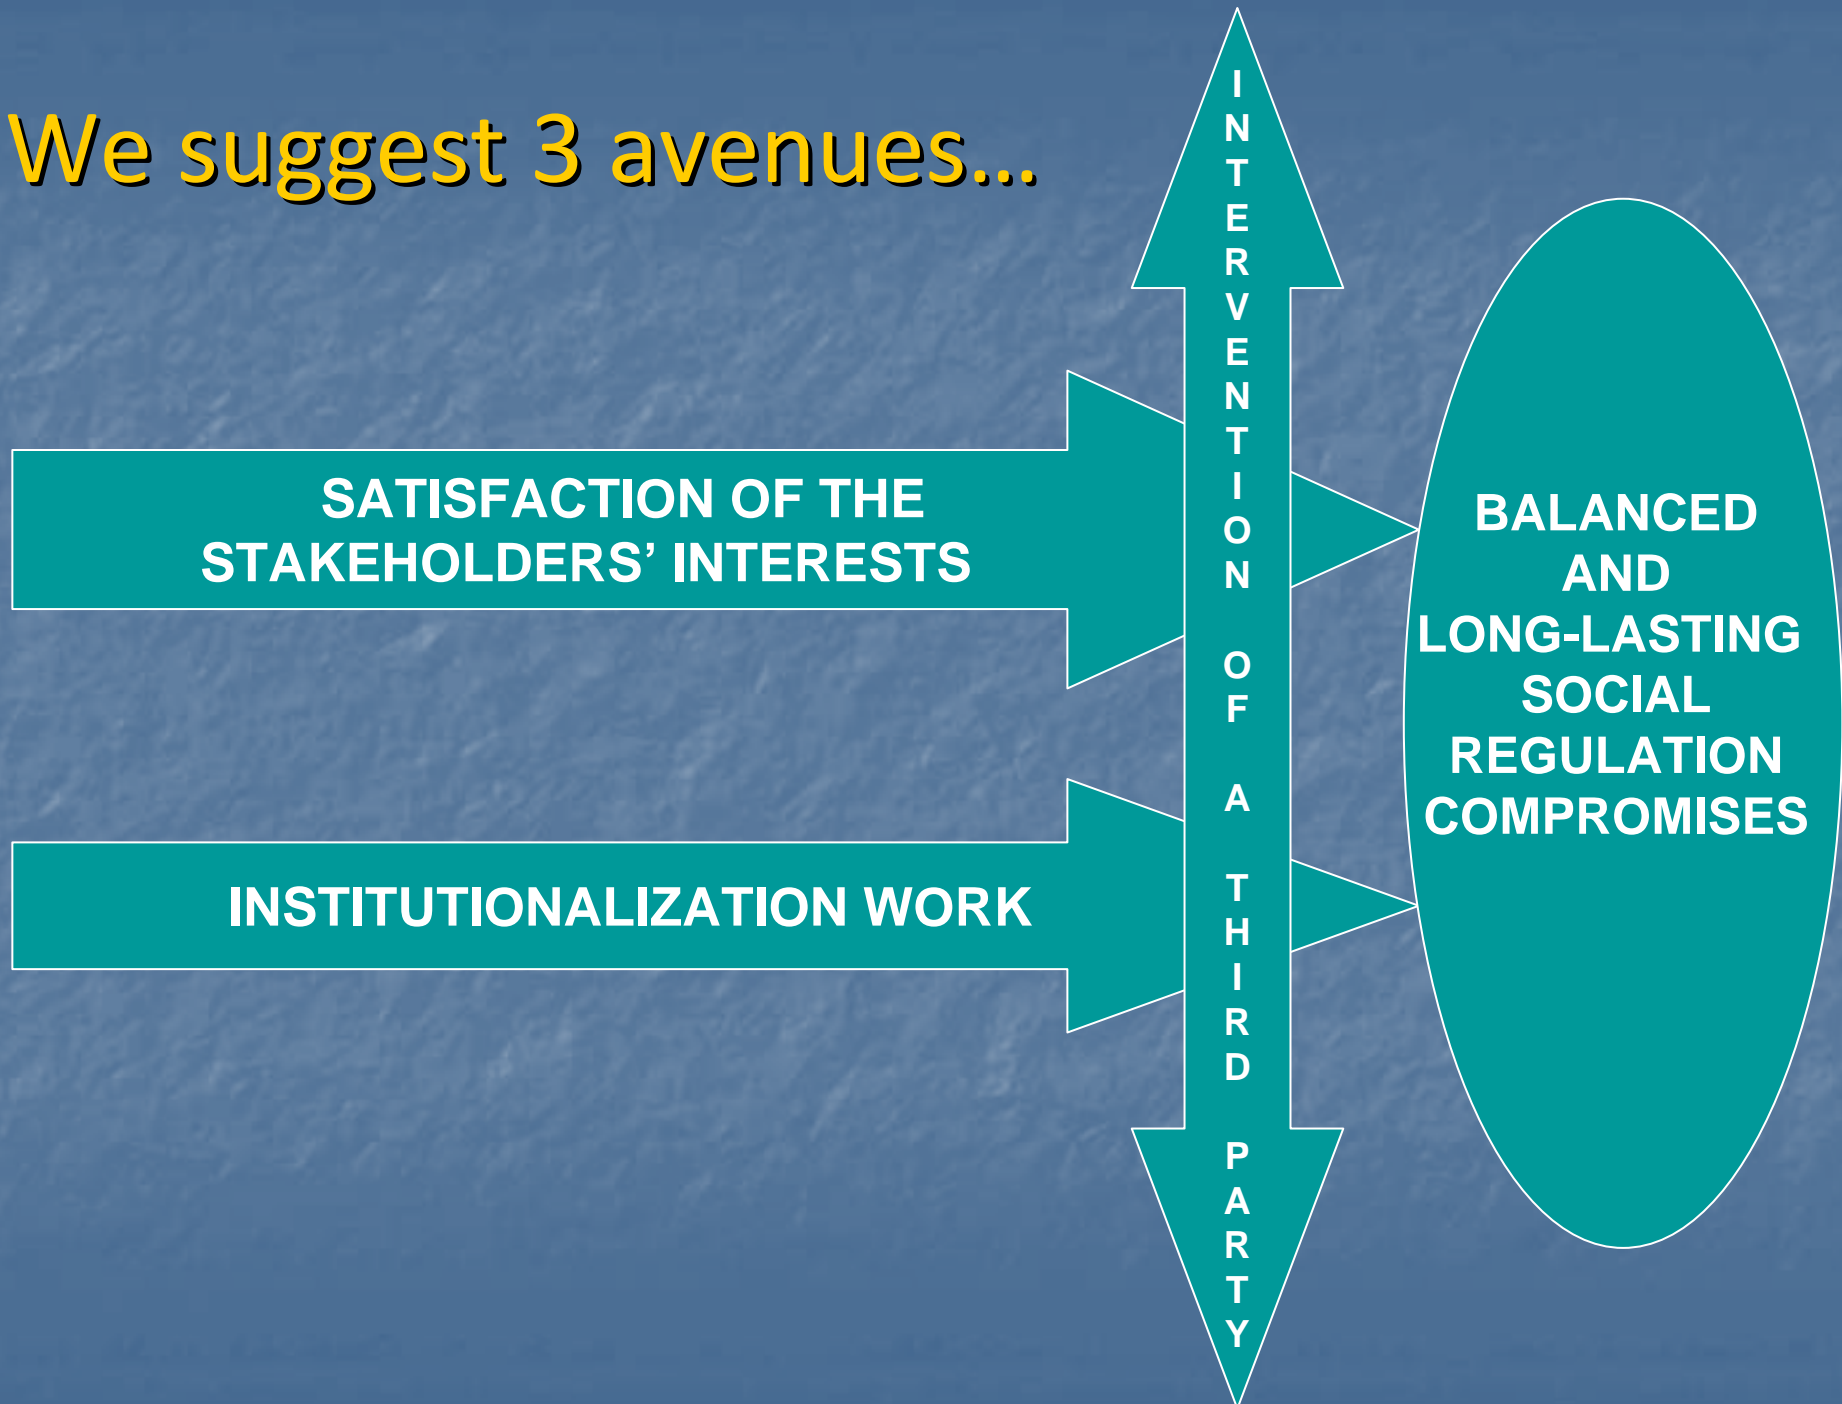 We suggest 3 avenues...
SATISFACTION OF THE
STAKEHOLDERS’ INTERESTS
INSTITUTIONALIZATION WORK
INTERVENTION OF A THIRD PARTY
BALANCED
AND
LONG-LASTING
SOCIAL
REGULATION
COMPROMISES